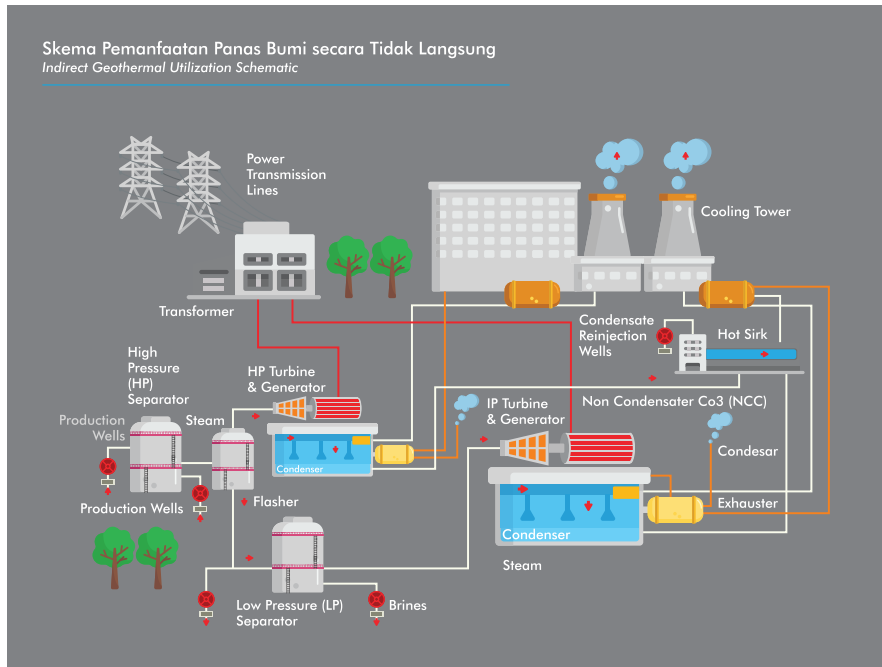 Skema Pemanfaatan Panas Bumi secara Tidak Langsung
Indirect Geothermal Utilization Schematic
Power
Transmission
Lines
Cooling Tower
Transformer
Condensate
Reinjection
Wells
Hot Sirk
High
Pressure
(HP)
Separator
HP Turbine
& Generator
Non Condensater Co3 (NCC)
Production
Wells
Steam
IP Turbine
& Generator
Condesar
Condenser
Production Wells
Flasher
Exhauster
Condenser
Steam
Low Pressure (LP)
Separator
Brines